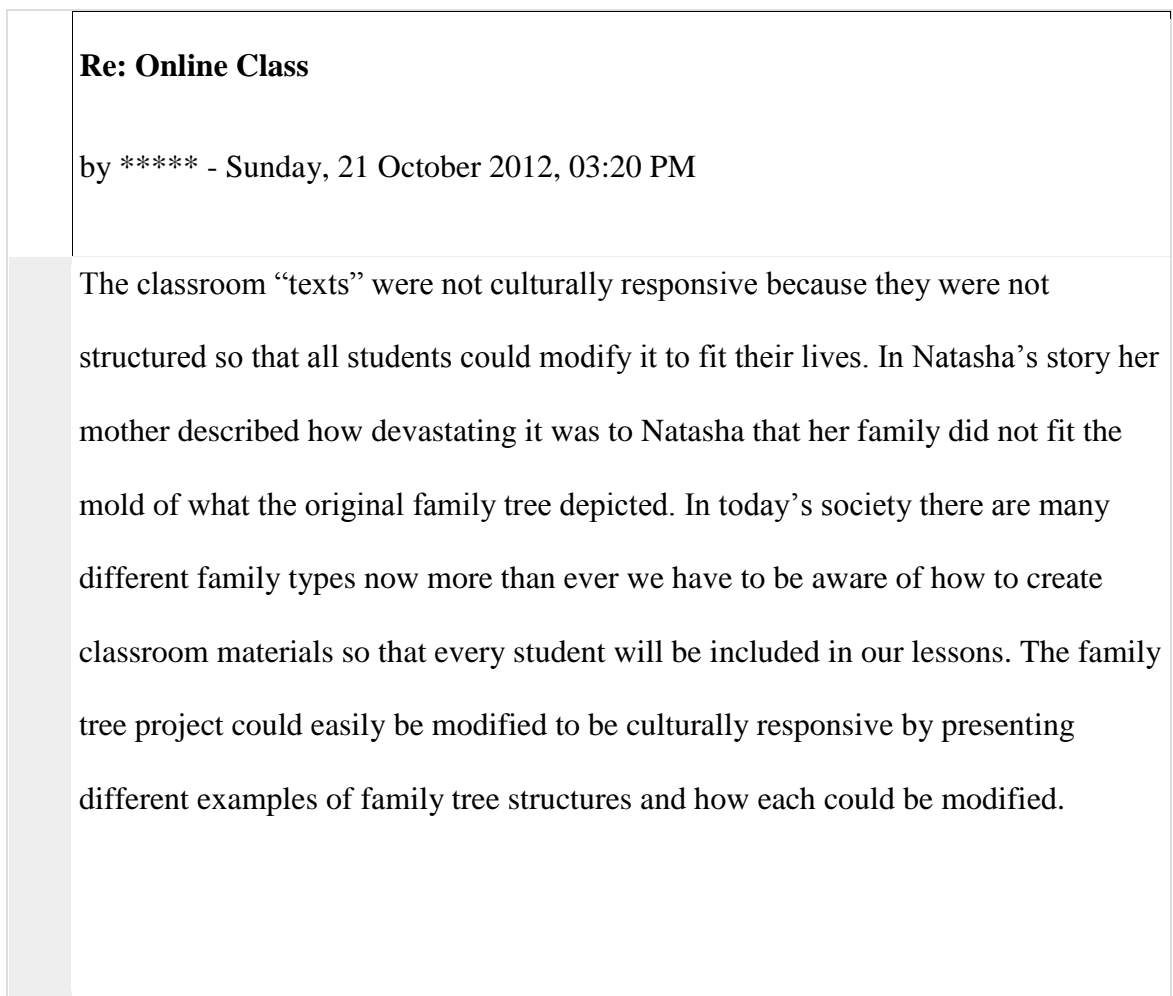 Re: Online Class
by ***** - Sunday, 21 October 2012, 03:20 PM
The classroom “texts” were not culturally responsive because they were not
structured so that all students could modify it to fit their lives. In Natasha’s story her
mother described how devastating it was to Natasha that her family did not fit the
mold of what the original family tree depicted. In today’s society there are many
different family types now more than ever we have to be aware of how to create
classroom materials so that every student will be included in our lessons. The family
tree project could easily be modified to be culturally responsive by presenting
different examples of family tree structures and how each could be modified.